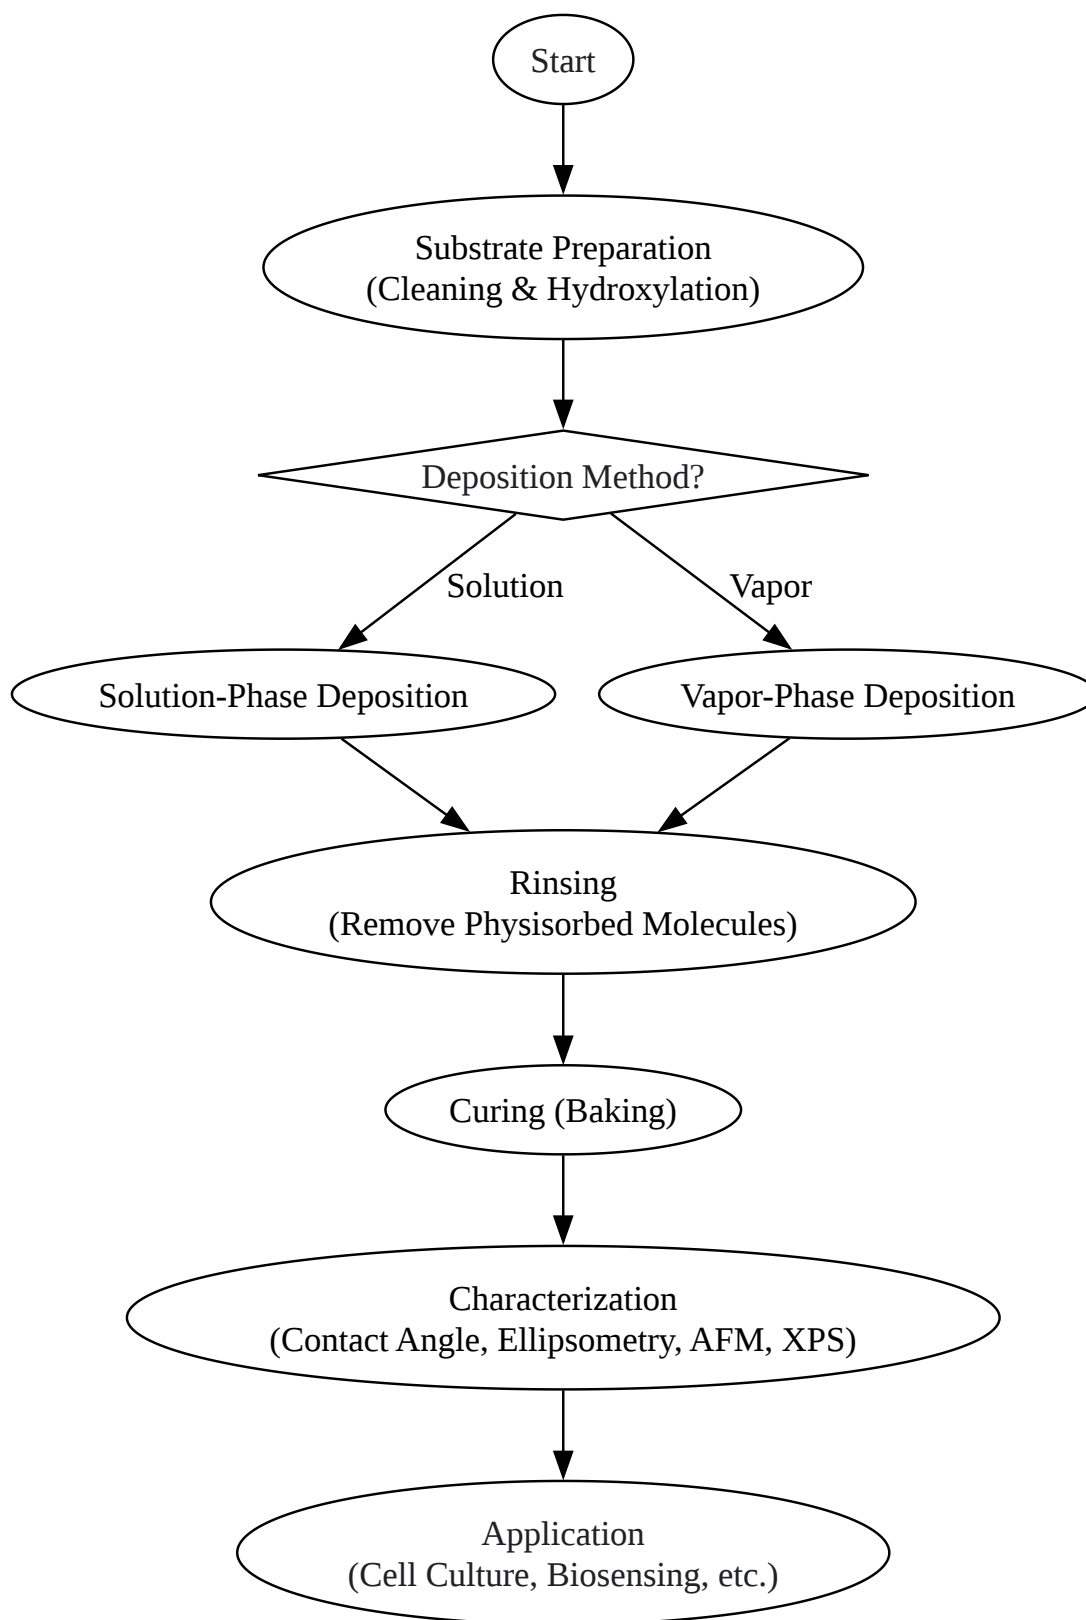 Start
Substrate Preparation
(Cleaning & Hydroxylation)
Deposition Method?
Solution
Vapor
Solution-Phase Deposition
Vapor-Phase Deposition
Rinsing
(Remove Physisorbed Molecules)
Curing (Baking)
Characterization
(Contact Angle, Ellipsometry, AFM, XPS)
Application
(Cell Culture, Biosensing, etc.)